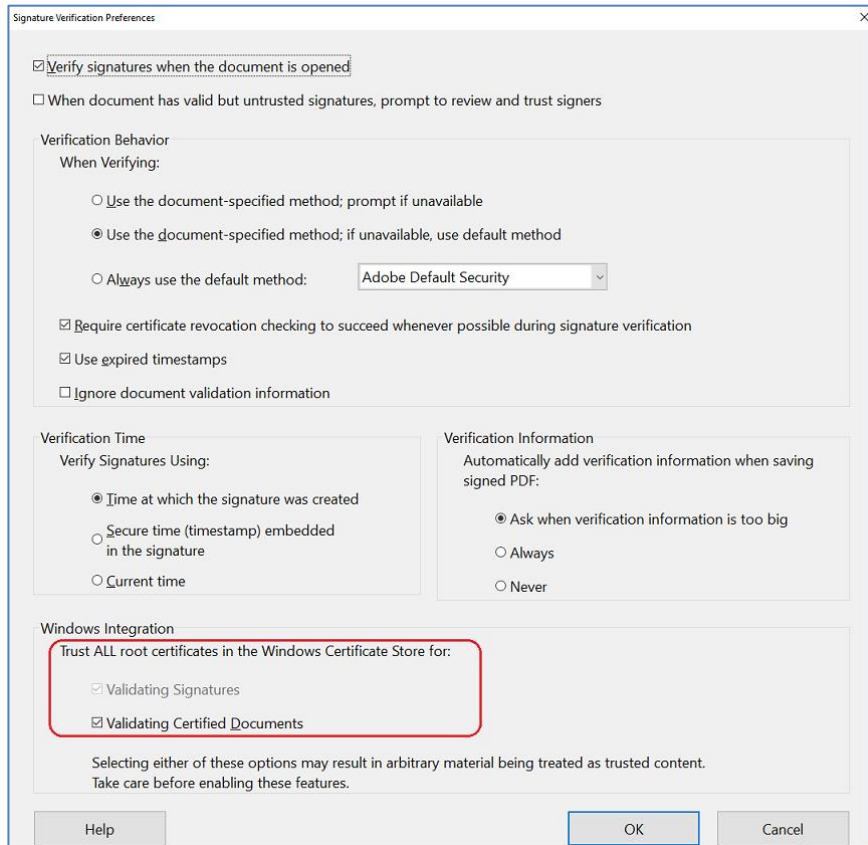 Signature Verification Preferences
Verify signatures when the document is opened
When document has valid but untrusted signatures, prompt to review and trust signers
Verification Behavior
When Verifying:
Use the document-specified method; prompt if unavailable
Use the document-specified method; if unavailable, use default method
Always use the default method: Adobe Default Security
Require certificate revocation checking to succeed whenever possible during signature verification
Use expired timestamps
Ignore document validation information
Verification Time
Verify Signatures Using:
Time at which the signature was created
Secure time (timestamp) embedded
in the signature
Current time
Verification Information
Automatically add verification information when saving
signed PDF:
Ask when verification information is too big
Always
Never
Windows Integration
Trust ALL root certificates in the Windows Certificate Store for:
Validating Signatures
Validating Certified Documents
Selecting either of these options may result in arbitrary material being treated as trusted content.
Take care before enabling these features.
Help OK Cancel